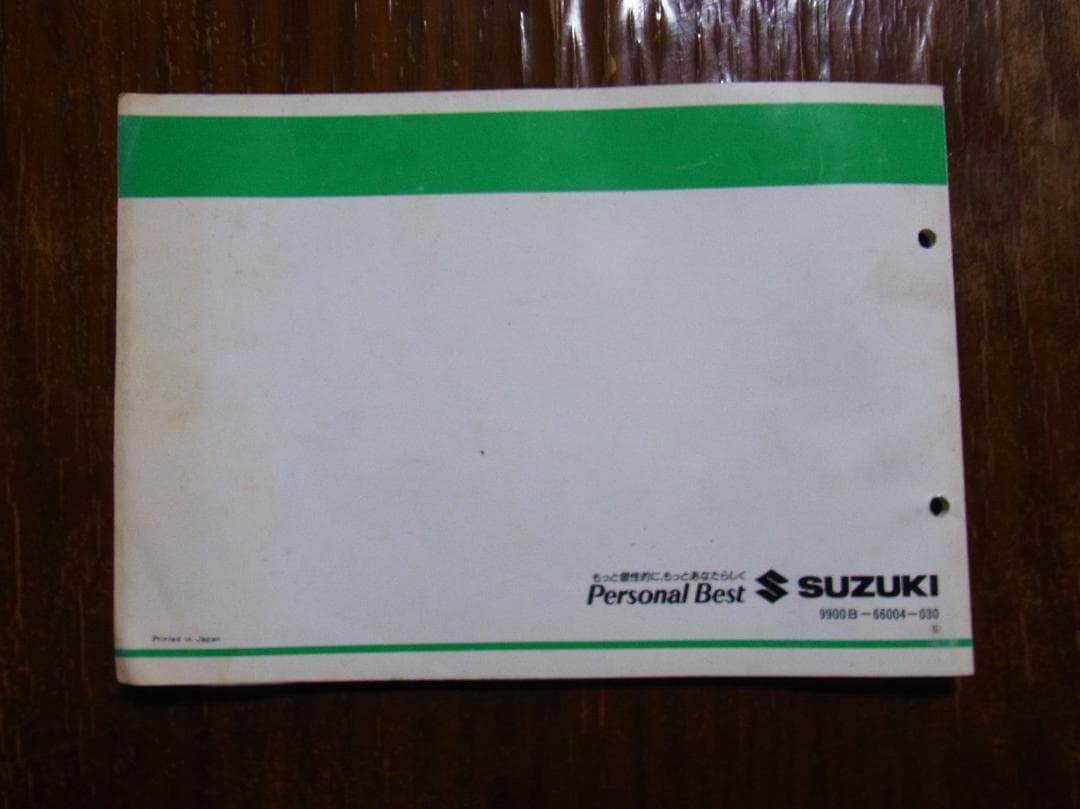 もっと個性的に、もっとあなたらしく
Personal Best
SUZUKI
9900B-66004-030
Printed in Japan